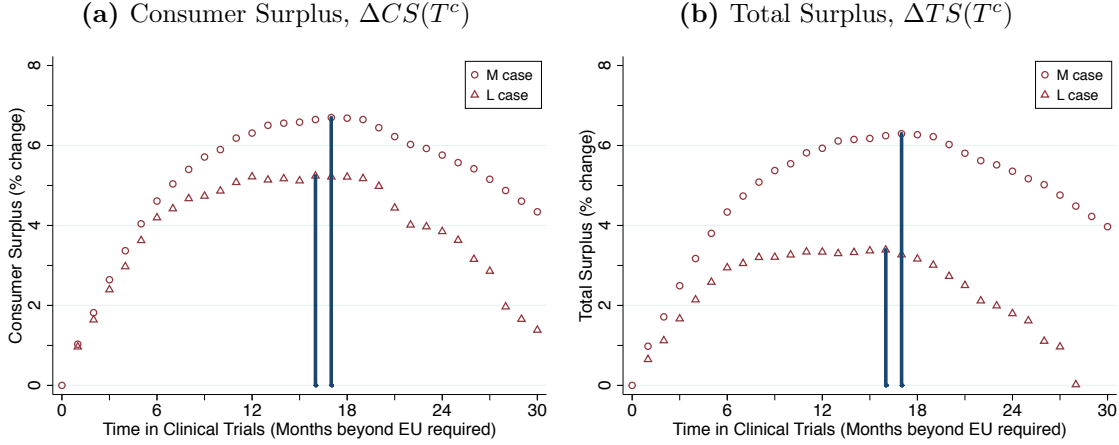 (a) Consumer Surplus, ΔCS(T^c)
(b) Total Surplus, ΔTS(T^c)
M case
L case
Consumer Surplus (% change)
8
6
4
2
0
0 6 12 18 24 30
Time in Clinical Trials (Months beyond EU required)
M case
L case
Total Surplus (% change)
8
6
4
2
0
0 6 12 18 24 30
Time in Clinical Trials (Months beyond EU required)